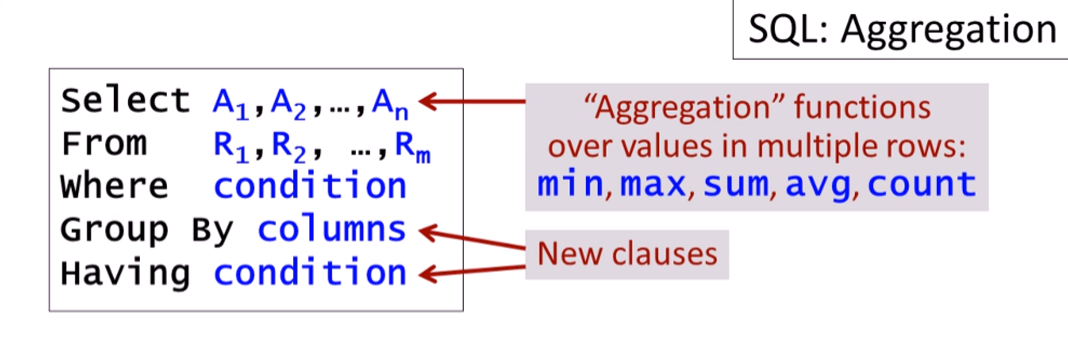 SQL: Aggregation
Select A₁,A₂,…,Aₙ
From R₁,R₂, …,Rₘ
Where condition
Group By columns
Having condition
“Aggregation” functions
over values in multiple rows:
min, max, sum, avg, count
New clauses